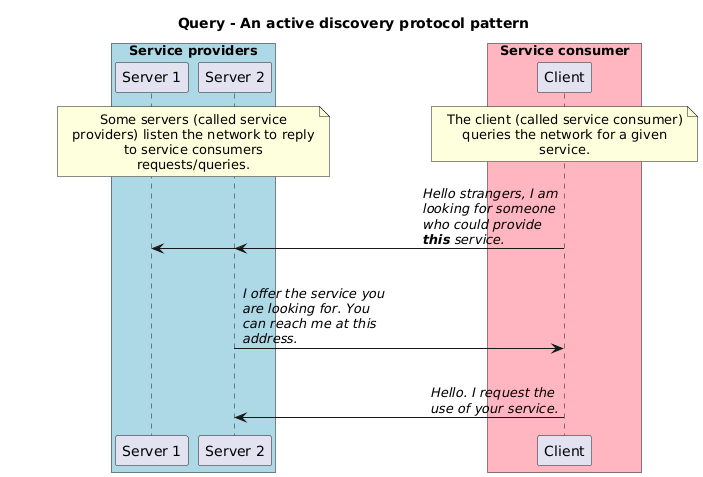 Query - An active discovery protocol pattern
Service providers
Service consumer
Server 1
Server 2
Client
Some servers (called service
providers) listen the network to reply
to service consumers
requests/queries.
The client (called service consumer)
queries the network for a given
service.
Hello strangers, I am
looking for someone
who could provide
this service.
I offer the service you
are looking for. You
can reach me at this
address.
Hello. I request the
use of your service.
Server 1
Server 2
Client